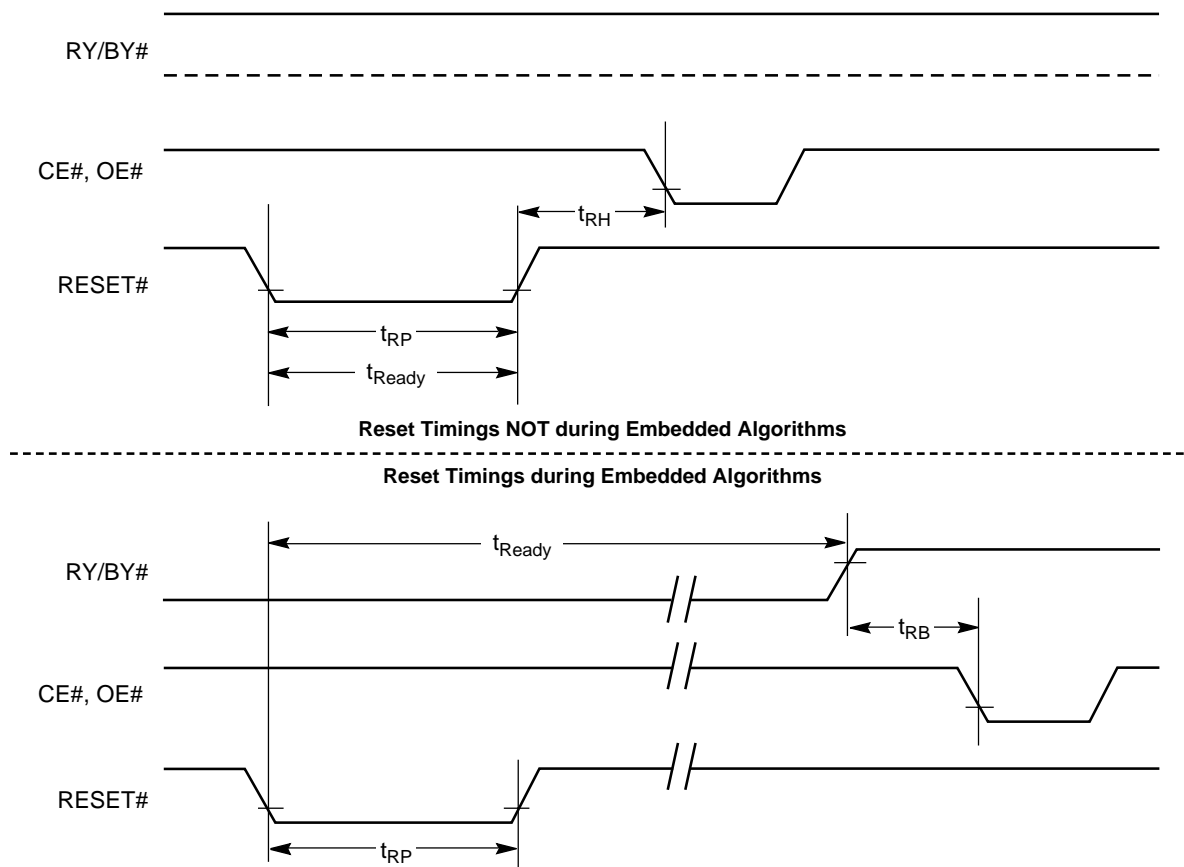 RY/BY#
CE#, OE#
tRH
RESET#
tRP
tReady
Reset Timings NOT during Embedded Algorithms
Reset Timings during Embedded Algorithms
tReady
RY/BY#
tRB
CE#, OE#
RESET#
tRP